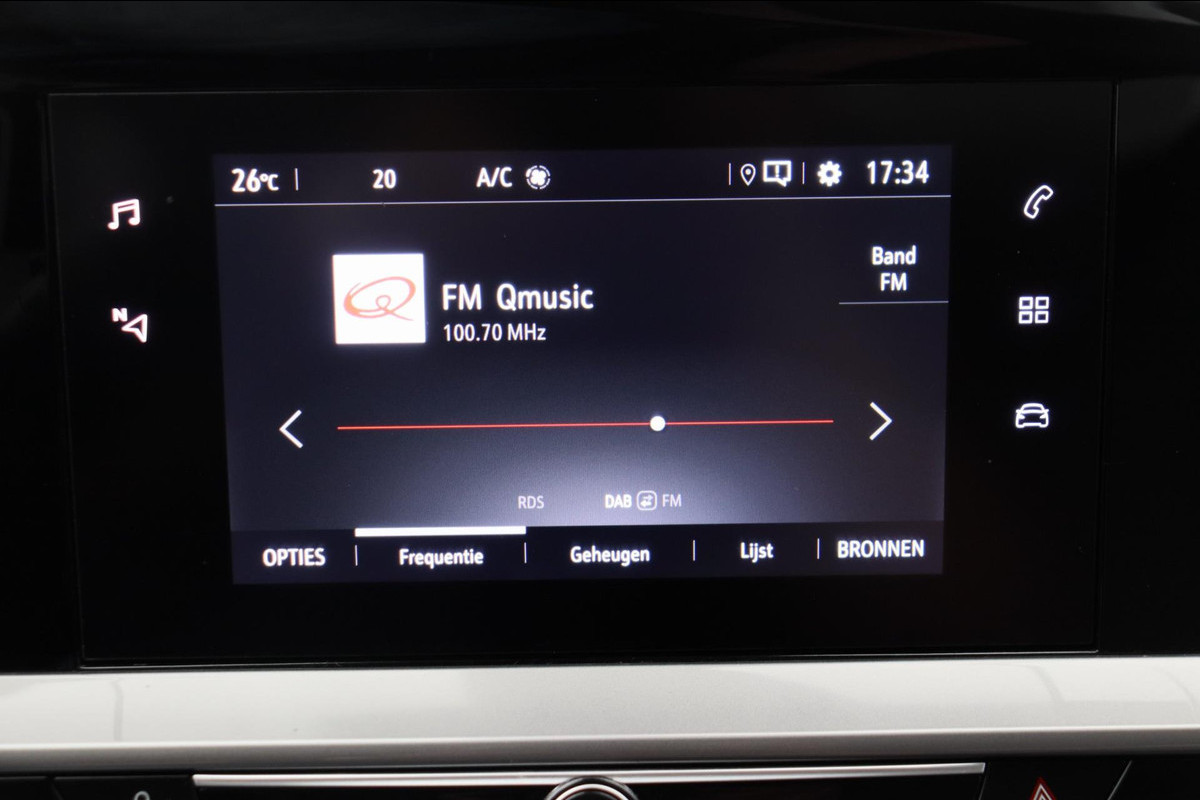 26°C 20 A/C 17:34
Band
FM
FM Qmusic
100.70 MHz
N
RDS DAB FM
OPTIES Frequentie Geheugen Lijst BRONNEN